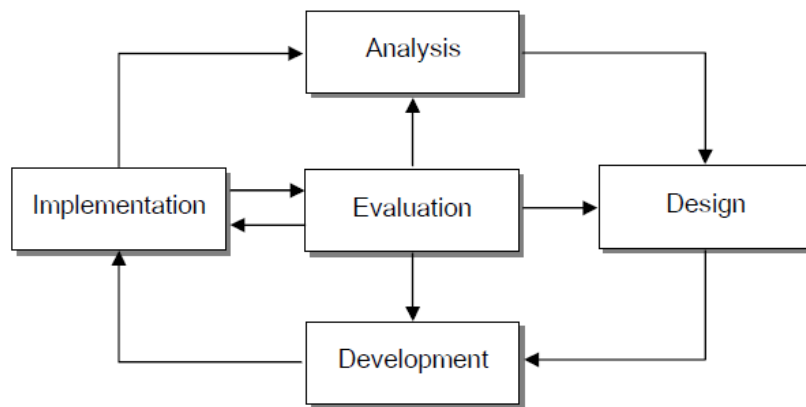 Analysis
Implementation
Evaluation
Design
Development